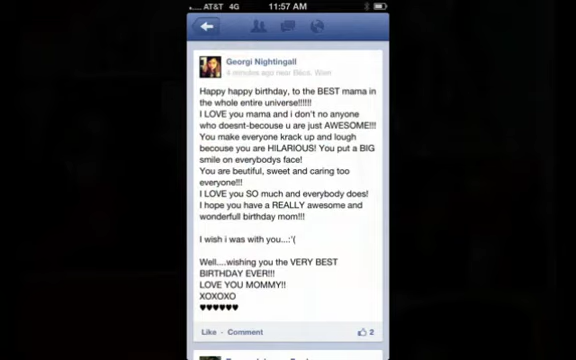 AT&T 4G 11:57 AM
Georgi Nightingall
4 minutes ago near
Happy happy birthday, to the BEST mama in
the whole entire universe!!!!!!
I LOVE you mama and i don't no anyone
who doesnt-becouse u are just AWESOME!!!
You make everyone krack up and lough
becouse you are HILARIOUS! You put a BIG
smile on everybodys face!
You are beutiful, sweet and caring too
everyone!!!
I LOVE you SO much and everybody does!
I hope you have a REALLY awesome and
wonderfull birthday mom!!!
I wish i was with you...:'(
Well....wishing you the VERY BEST
BIRTHDAY EVER!!!
LOVE YOU MOMMY!!
XOXOXO
♥♥♥♥♥♥
Like · Comment 2